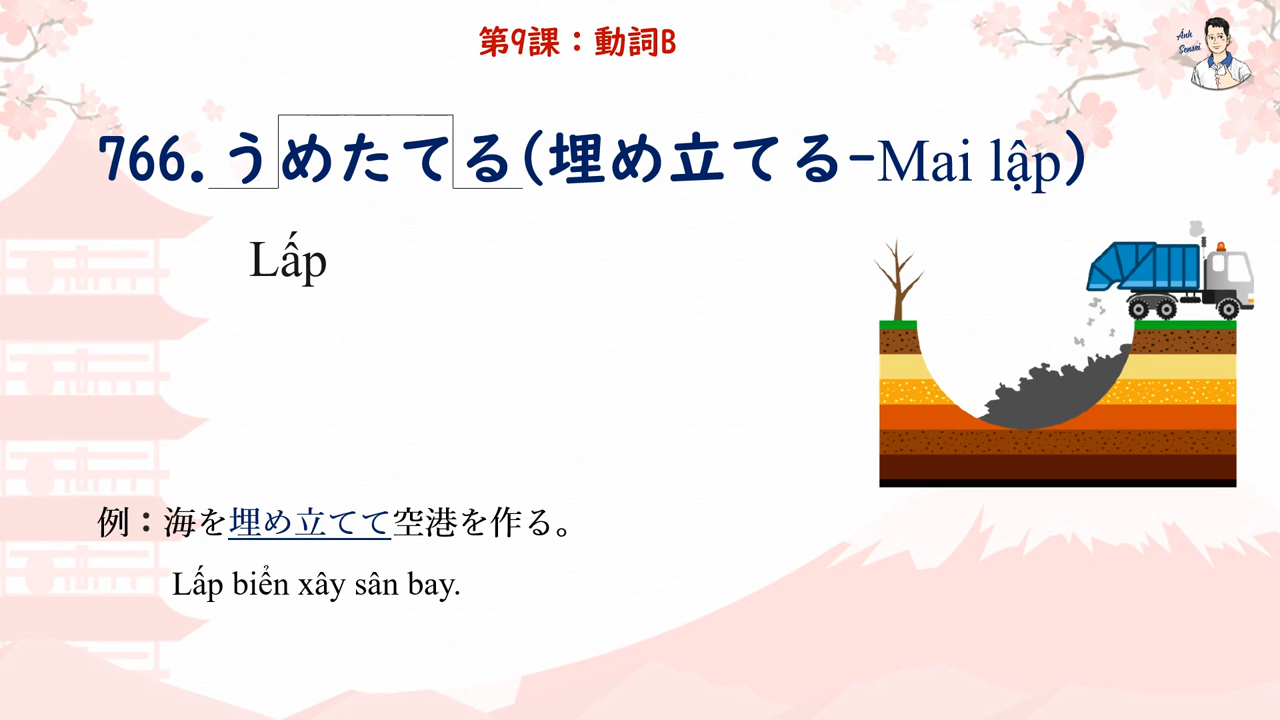 第9課：動詞B
Ánh
Sensei
766.うめたてる(埋め立てる-Mai lập)
Lấp
例：海を埋め立てて空港を作る。
Lấp biển xây sân bay.